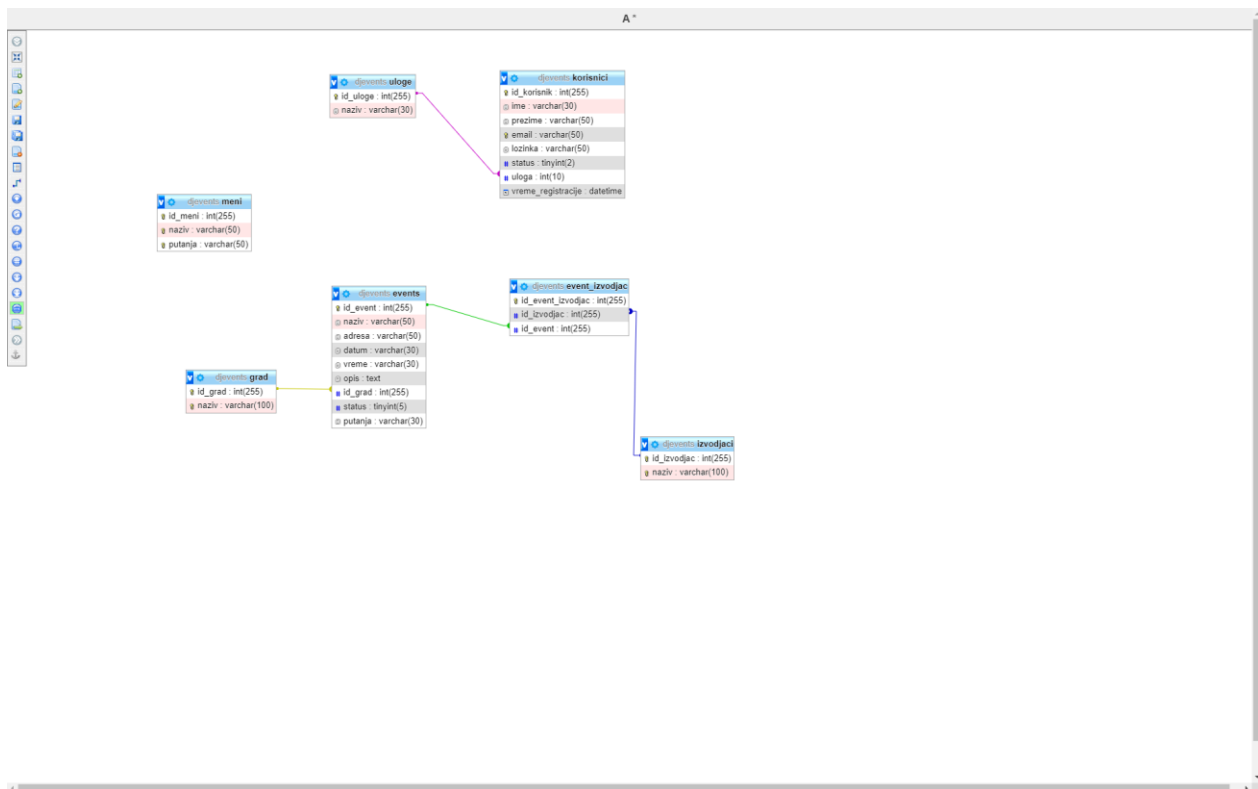 A*
djevents uloge
id_uloge : int(255)
naziv : varchar(30)
djevents korisnici
id_korisnik : int(255)
ime : varchar(30)
prezime : varchar(50)
email : varchar(50)
lozinka : varchar(50)
status : tinyint(2)
uloga : int(10)
vreme_registracije : datetime
djevents meni
id_meni : int(255)
naziv : varchar(50)
putanja : varchar(50)
djevents events
id_event : int(255)
naziv : varchar(50)
adresa : varchar(50)
datum : varchar(30)
vreme : varchar(30)
opis : text
id_grad : int(255)
status : tinyint(5)
putanja : varchar(30)
djevents event_izvodjac
id_event_izvodjac : int(255)
id_izvodjac : int(255)
id_event : int(255)
djevents grad
id_grad : int(255)
naziv : varchar(100)
djevents izvodjaci
id_izvodjac : int(255)
naziv : varchar(100)